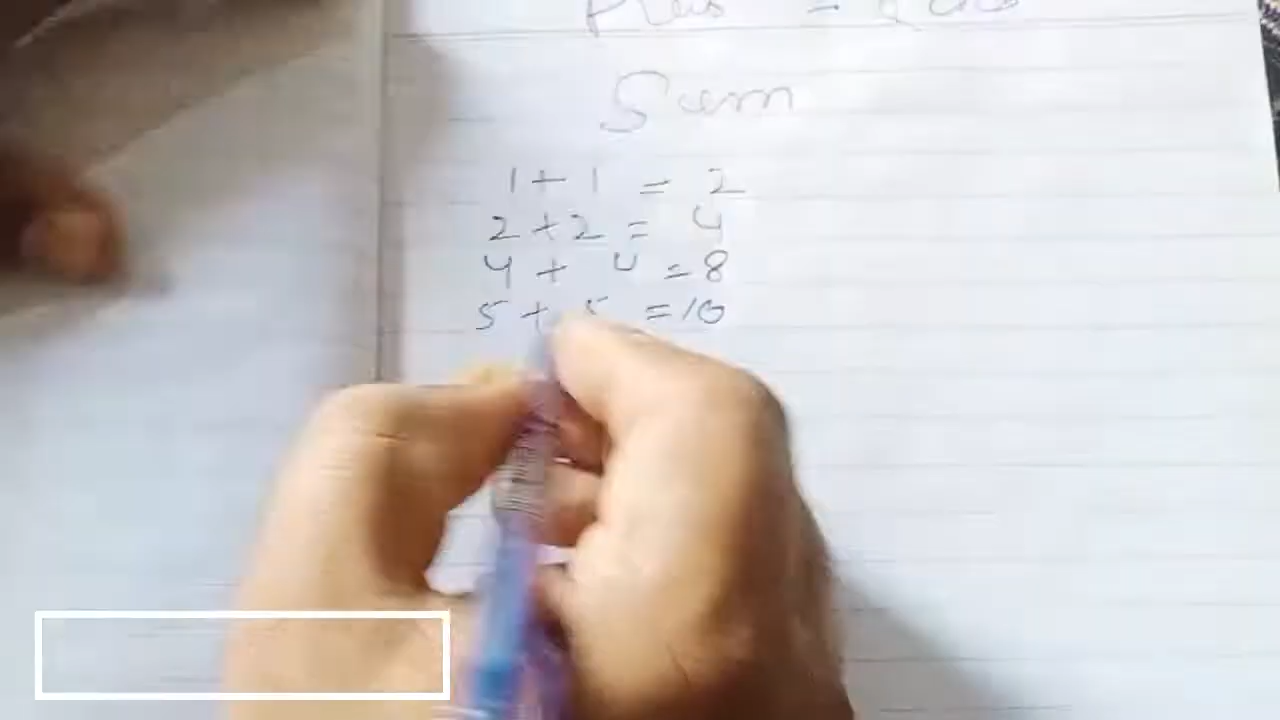 Sum
1 + 1 = 2
2 + 2 = 4
4 + 4 = 8
5 + 5 = 10